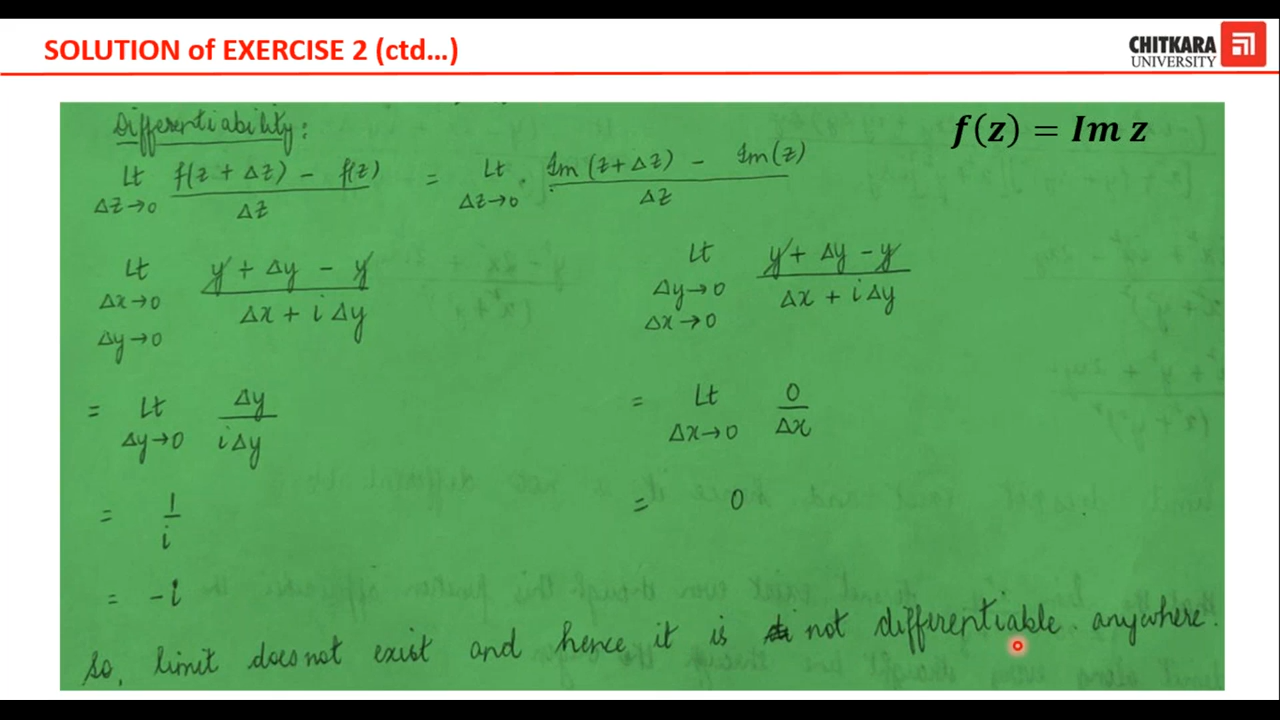 SOLUTION of EXERCISE 2 (ctd…)
CHITKARA
UNIVERSITY
Differentiability:
f(z) = Im z
Lt Δz→0 f(z + Δz) − f(z) / Δz = Lt Δz→0 Im (z + Δz) − Im(z) / Δz
Lt Δx→0 Δy→0 y + Δy − y / Δx + i Δy
Lt Δy→0 Δx→0 y + Δy − y / Δx + i Δy
= Lt Δy→0 Δy / iΔy
= Lt Δx→0 0 / Δx
= 1 / i
= 0
= -i
So, limit does not exist and hence it is not differentiable anywhere.